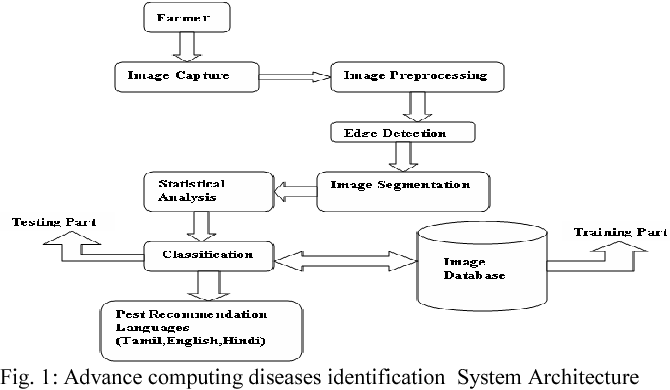 Farmer
Image Capture
Image Preprocessing
Edge Detection
Image Segmentation
Statistical
Analysis
Testing Part
Training Part
Classification
Image
Database
Pest Recommendation
Languages
(Tamil,English,Hindi)
Fig. 1: Advance computing diseases identification System Architecture